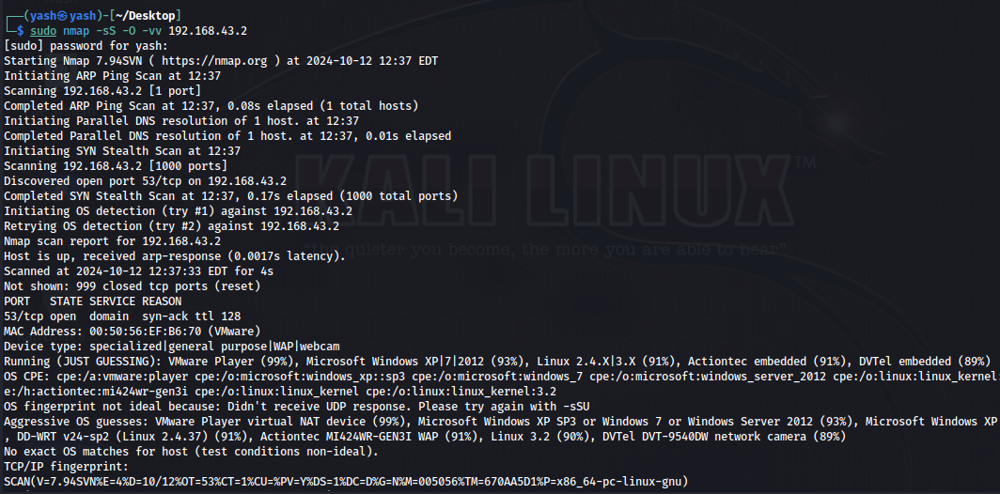 (yash㉿yash)-[~/Desktop]
$ sudo nmap -sS -O -vv 192.168.43.2
[sudo] password for yash:
Starting Nmap 7.94SVN ( https://nmap.org ) at 2024-10-12 12:37 EDT
Initiating ARP Ping Scan at 12:37
Scanning 192.168.43.2 [1 port]
Completed ARP Ping Scan at 12:37, 0.08s elapsed (1 total hosts)
Initiating Parallel DNS resolution of 1 host. at 12:37
Completed Parallel DNS resolution of 1 host. at 12:37, 0.01s elapsed
Initiating SYN Stealth Scan at 12:37
Scanning 192.168.43.2 [1000 ports]
Discovered open port 53/tcp on 192.168.43.2
Completed SYN Stealth Scan at 12:37, 0.17s elapsed (1000 total ports)
Initiating OS detection (try #1) against 192.168.43.2
Retrying OS detection (try #2) against 192.168.43.2
Nmap scan report for 192.168.43.2
Host is up, received arp-response (0.0017s latency).
Scanned at 2024-10-12 12:37:33 EDT for 4s
Not shown: 999 closed tcp ports (reset)
PORT STATE SERVICE REASON
53/tcp open domain syn-ack ttl 128
MAC Address: 00:50:56:EF:B6:70 (VMware)
Device type: specialized|general purpose|WAP|webcam
Running (JUST GUESSING): VMware Player (99%), Microsoft Windows XP|7|2012 (93%), Linux 2.4.X|3.X (91%), Actiontec embedded (91%), DVTel embedded (89%)
OS CPE: cpe:/a:vmware:player cpe:/o:microsoft:windows_xp::sp3 cpe:/o:microsoft:windows_7 cpe:/o:microsoft:windows_server_2012 cpe:/o:linux:linux_kernel:
e:/h:actiontec:mi424wr-gen3i cpe:/o:linux:linux_kernel cpe:/o:linux:linux_kernel:3.2
OS fingerprint not ideal because: Didn't receive UDP response. Please try again with -sSU
Aggressive OS guesses: VMware Player virtual NAT device (99%), Microsoft Windows XP SP3 or Windows 7 or Windows Server 2012 (93%), Microsoft Windows XP
, DD-WRT v24-sp2 (Linux 2.4.37) (91%), Actiontec MI424WR-GEN3I WAP (91%), Linux 3.2 (90%), DVTel DVT-9540DW network camera (89%)
No exact OS matches for host (test conditions non-ideal).
TCP/IP fingerprint:
SCAN(V=7.94SVN%E=4%D=10/12%OT=53%CT=1%CU=%PV=Y%DS=1%DC=D%G=N%M=005056%TM=670AA5D1%P=x86_64-pc-linux-gnu)
KALI LINUX™
"the quieter you become, the more you are able to hear"